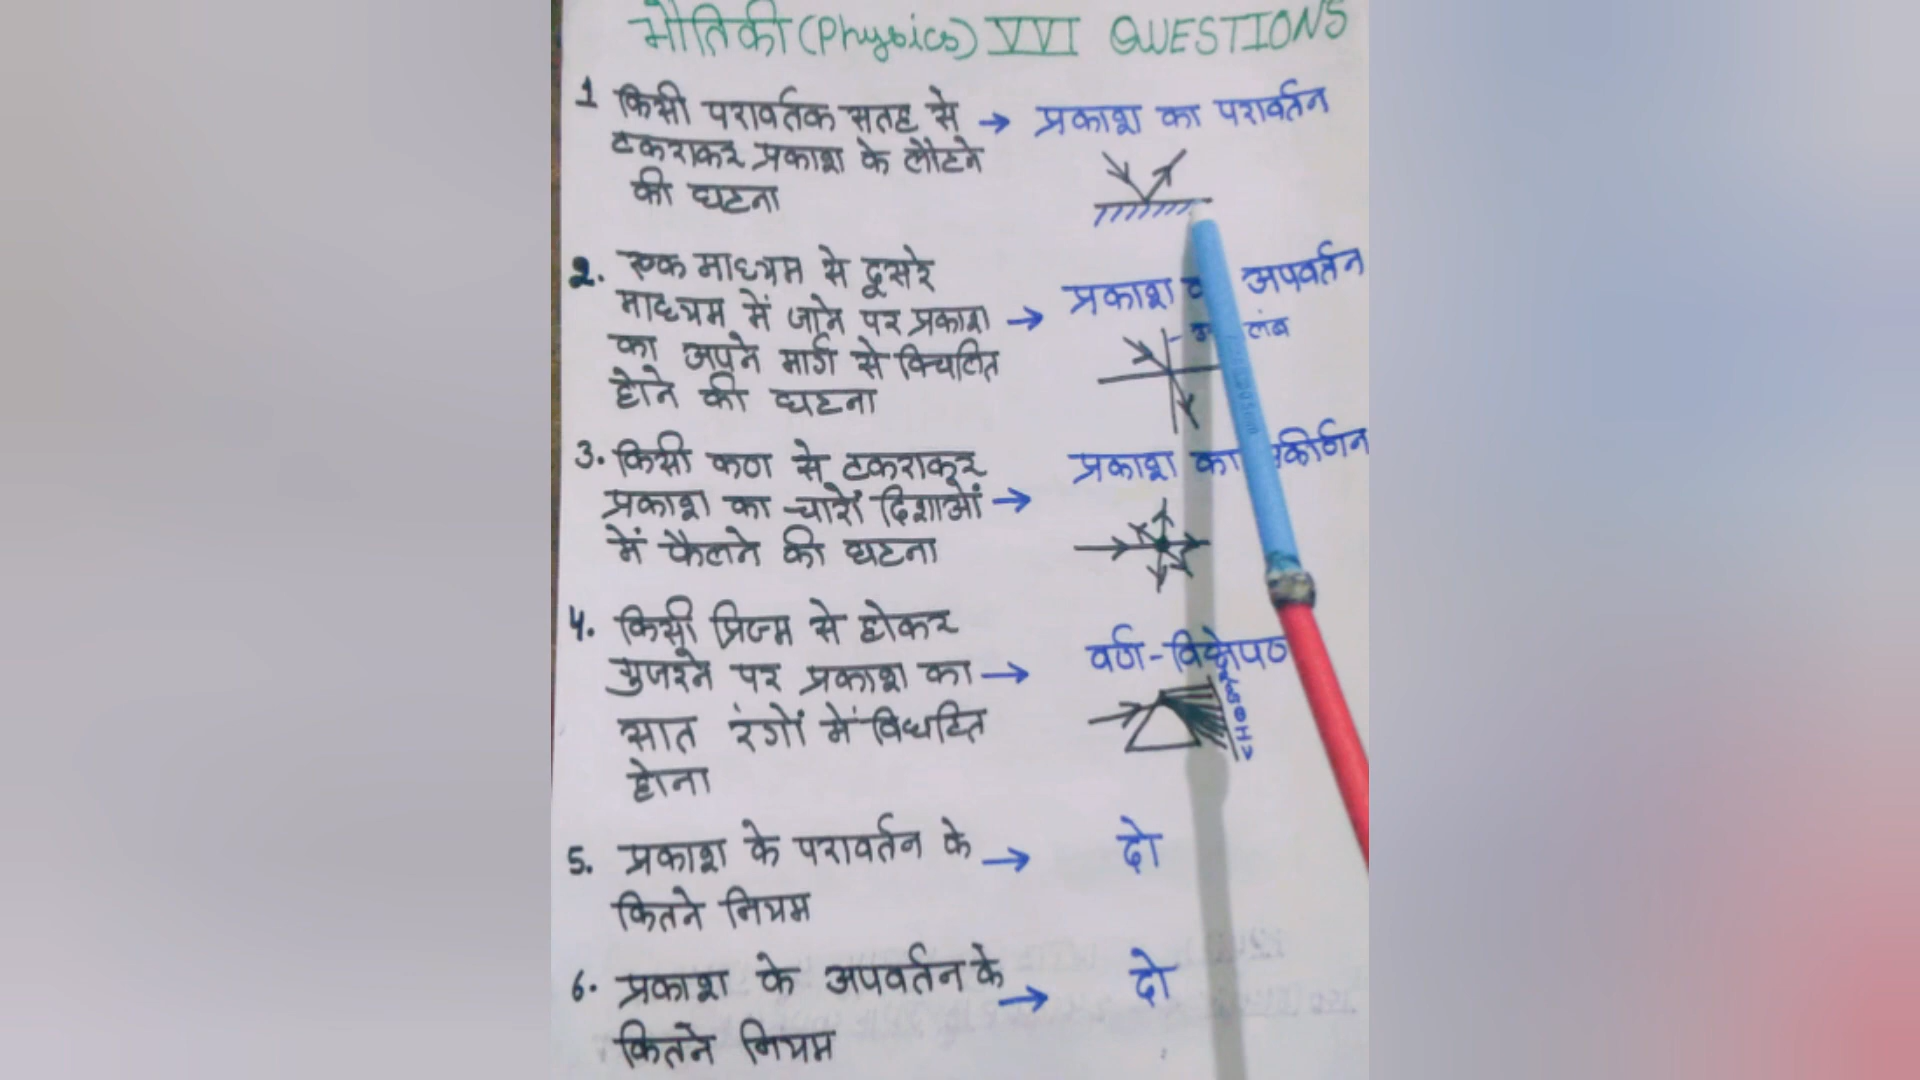 भौतिकी (Physics) VVI QUESTIONS
1 किसी परावर्तक सतह से → प्रकाश का परावर्तन
टकराकर प्रकाश के लौटने
की घटना
2. एक माध्यम से दूसरे
माध्यम में जाने पर प्रकाश → प्रकाश अपवर्तन
लंब
का अपने मार्ग से विचलित
होने की घटना
3. किसी कण से टकराकर प्रकाश का
प्रकाश का चारों दिशाओं →
में फैलने की घटना
4. किसी प्रिज्म से होकर
गुजरने पर प्रकाश का → वर्ण-विक्षेपण
सात रंगों में विघटित
होना
5. प्रकाश के परावर्तन के → दो
कितने नियम
6. प्रकाश के अपवर्तन के → दो
कितने नियम